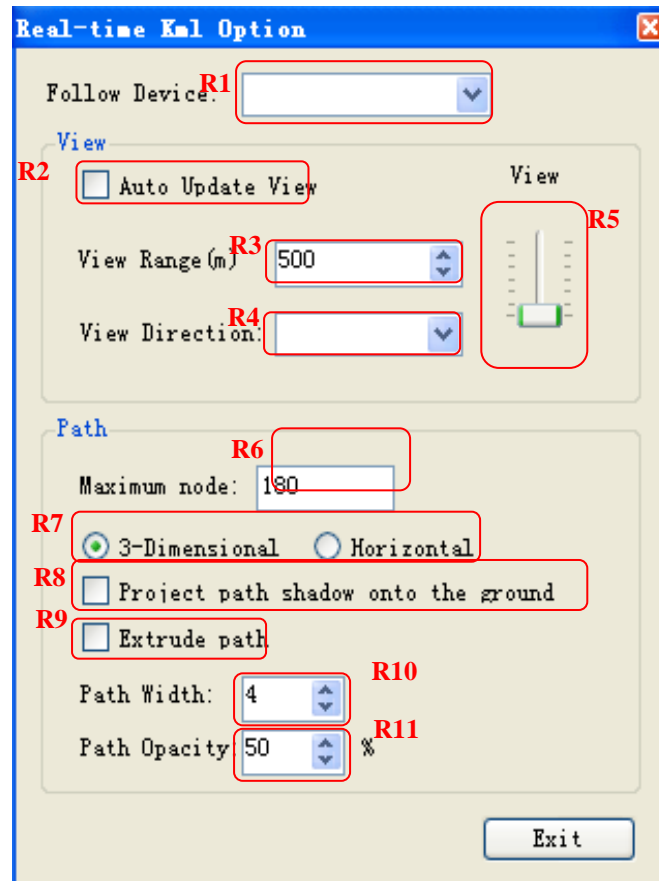 Real-time Kml Option
Follow Device: R1
View
R2 Auto Update View
View
R5
View Range(m) R3 500
View Direction: R4
Path
R6
Maximum node: 180
R7
3-Dimensional Horizontal
R8 Project path shadow onto the ground
R9 Extrude path
Path Width: 4 R10
Path Opacity 50 % R11
Exit